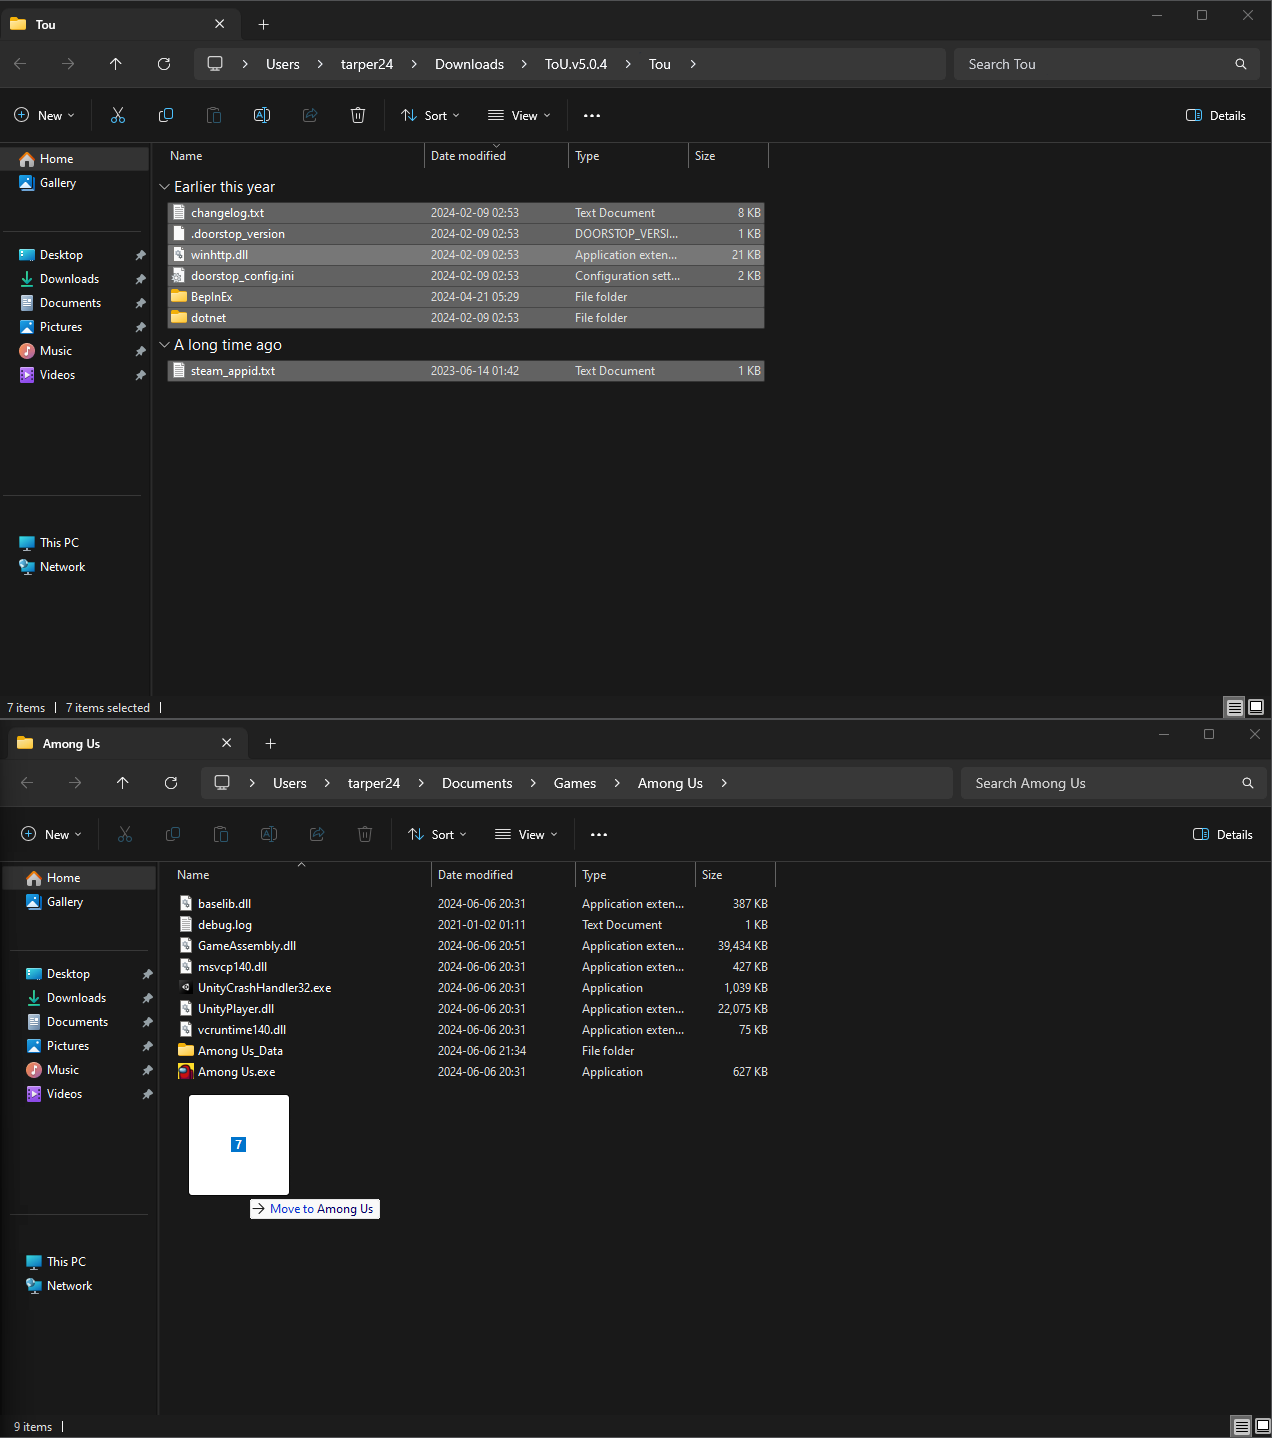 Tou
Users tarper24 Downloads ToU.v5.0.4 Tou Search Tou
New Sort View Details
Home
Gallery
Desktop
Downloads
Documents
Pictures
Music
Videos
This PC
Network
Name Date modified Type Size
Earlier this year
changelog.txt 2024-02-09 02:53 Text Document 8 KB
.doorstop_version 2024-02-09 02:53 DOORSTOP_VERSI... 1 KB
winhttp.dll 2024-02-09 02:53 Application exten... 21 KB
doorstop_config.ini 2024-02-09 02:53 Configuration sett... 2 KB
BepInEx 2024-04-21 05:29 File folder
dotnet 2024-02-09 02:53 File folder
A long time ago
steam_appid.txt 2023-06-14 01:42 Text Document 1 KB
7 items 7 items selected
Among Us
Users tarper24 Documents Games Among Us Search Among Us
New Sort View Details
Home
Gallery
Desktop
Downloads
Documents
Pictures
Music
Videos
This PC
Network
Name Date modified Type Size
baselib.dll 2024-06-06 20:31 Application exten... 387 KB
debug.log 2021-01-02 01:11 Text Document 1 KB
GameAssembly.dll 2024-06-06 20:51 Application exten... 39,434 KB
msvcp140.dll 2024-06-06 20:31 Application exten... 427 KB
UnityCrashHandler32.exe 2024-06-06 20:31 Application 1,039 KB
UnityPlayer.dll 2024-06-06 20:31 Application exten... 22,075 KB
vcruntime140.dll 2024-06-06 20:31 Application exten... 75 KB
Among Us_Data 2024-06-06 21:34 File folder
Among Us.exe 2024-06-06 20:31 Application 627 KB
7
Move to Among Us
9 items